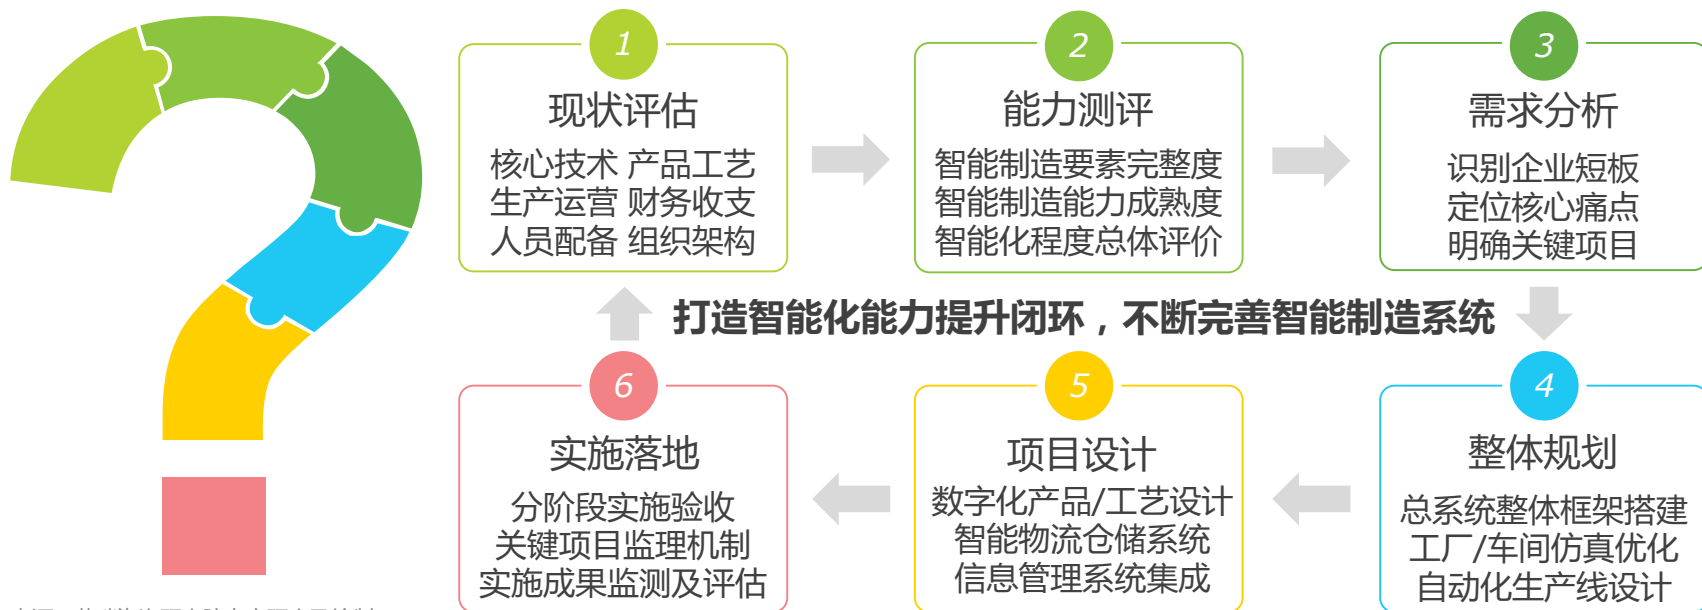 1
现状评估
核心技术 产品工艺
生产运营 财务收支
人员配备 组织架构
2
能力测评
智能制造要素完整度
智能制造能力成熟度
智能化程度总体评价
3
需求分析
识别企业短板
定位核心痛点
明确关键项目
打造智能化能力提升闭环，不断完善智能制造系统
4
整体规划
总系统整体框架搭建
工厂/车间仿真优化
自动化生产线设计
5
项目设计
数字化产品/工艺设计
智能物流仓储系统
信息管理系统集成
6
实施落地
分阶段实施验收
关键项目监理机制
实施成果监测及评估